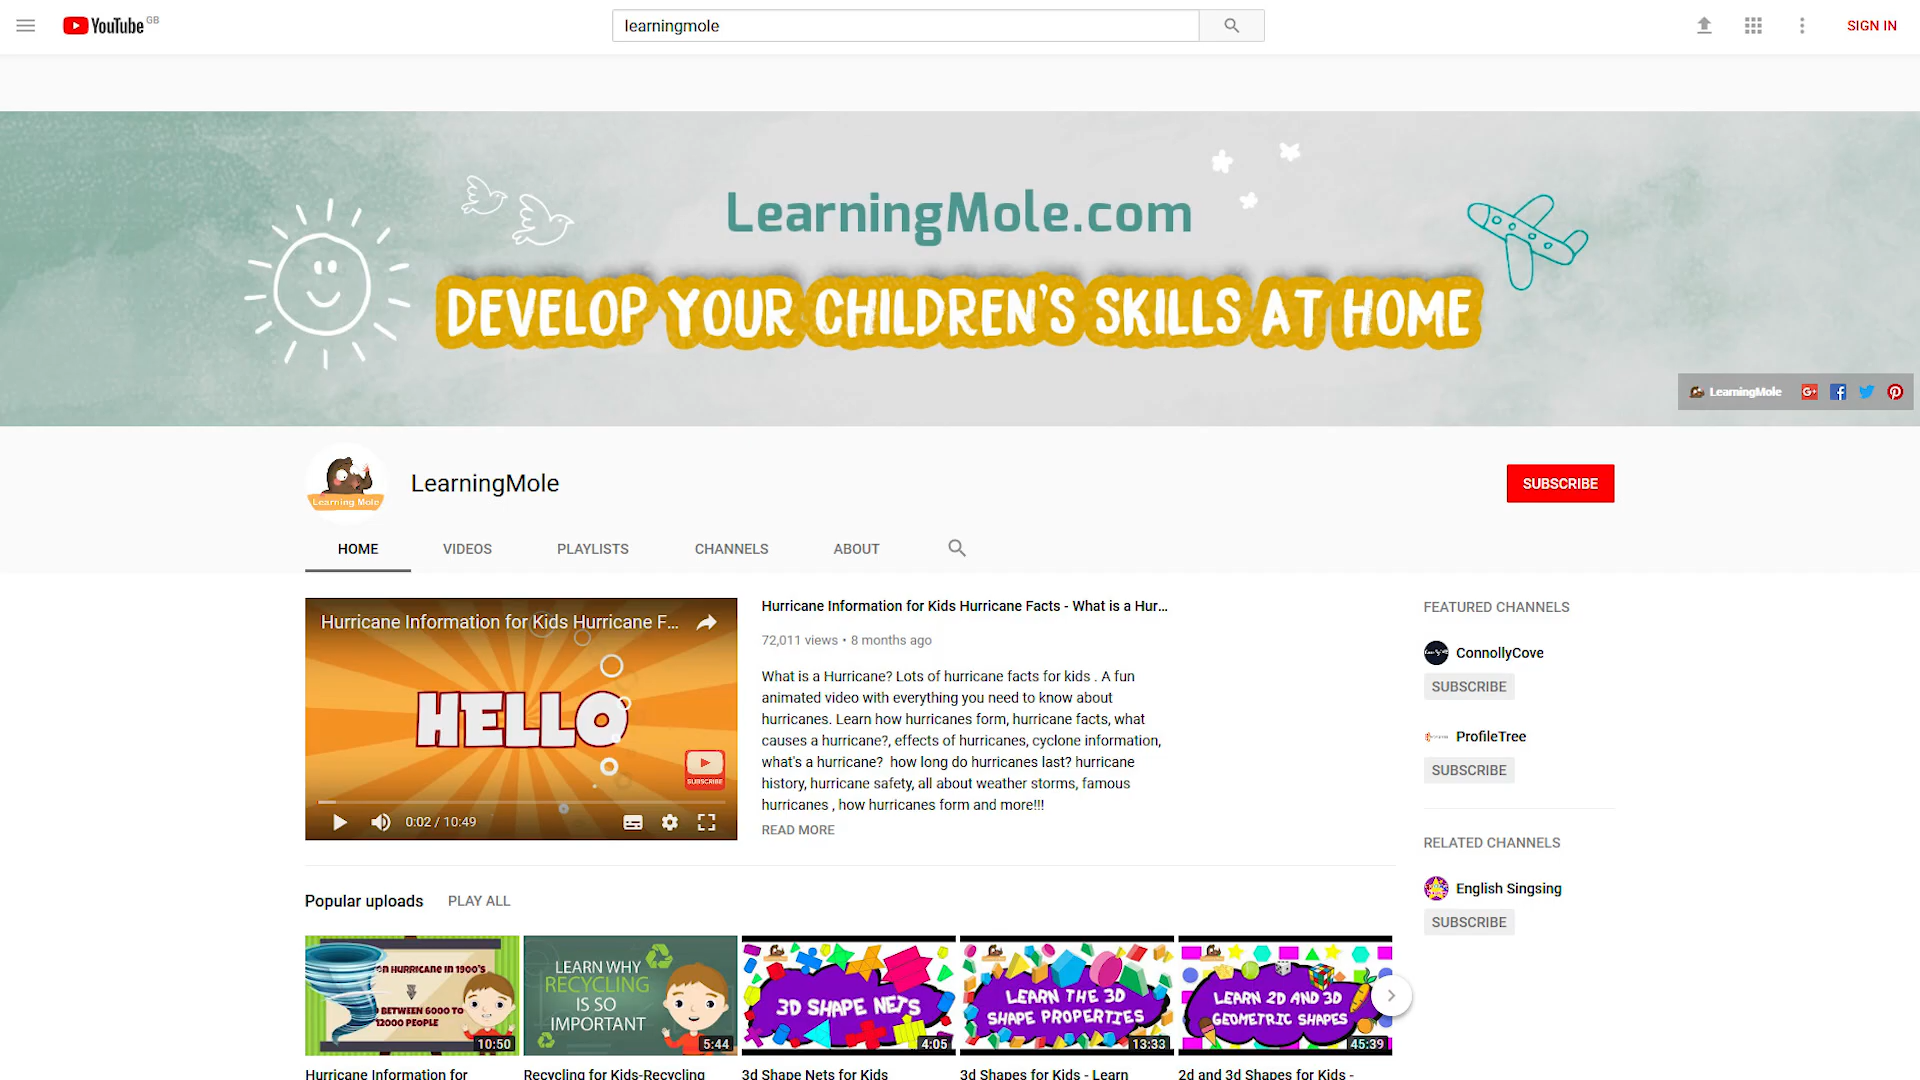 YouTube GB
learningmole
SIGN IN
LearningMole.com
DEVELOP YOUR CHILDREN'S SKILLS AT HOME
LearningMole
Learning Mole
LearningMole
SUBSCRIBE
HOME
VIDEOS
PLAYLISTS
CHANNELS
ABOUT
Hurricane Information for Kids Hurricane F...
HELLO
SUBSCRIBE
0:02 / 10:49
Hurricane Information for Kids Hurricane Facts - What is a Hur...
72,011 views • 8 months ago
What is a Hurricane? Lots of hurricane facts for kids . A fun
animated video with everything you need to know about
hurricanes. Learn how hurricanes form, hurricane facts, what
causes a hurricane?, effects of hurricanes, cyclone information,
what's a hurricane?  how long do hurricanes last? hurricane
history, hurricane safety, all about weather storms, famous
hurricanes , how hurricanes form and more!!!
READ MORE
FEATURED CHANNELS
ConnollyCove
SUBSCRIBE
ProfileTree
SUBSCRIBE
RELATED CHANNELS
English Singsing
SUBSCRIBE
Popular uploads
PLAY ALL
ON HURRICANE IN 1900'S
BETWEEN 6000 TO
12000 PEOPLE
10:50
LEARN WHY
RECYCLING
IS SO
IMPORTANT
5:44
3D SHAPE NETS
4:05
LEARN THE 3D
SHAPE PROPERTIES
13:33
LEARN 2D AND 3D
GEOMETRIC SHAPES
45:39
Hurricane Information for
Recycling for Kids-Recycling
3d Shape Nets for Kids
3d Shapes for Kids - Learn
2d and 3d Shapes for Kids -